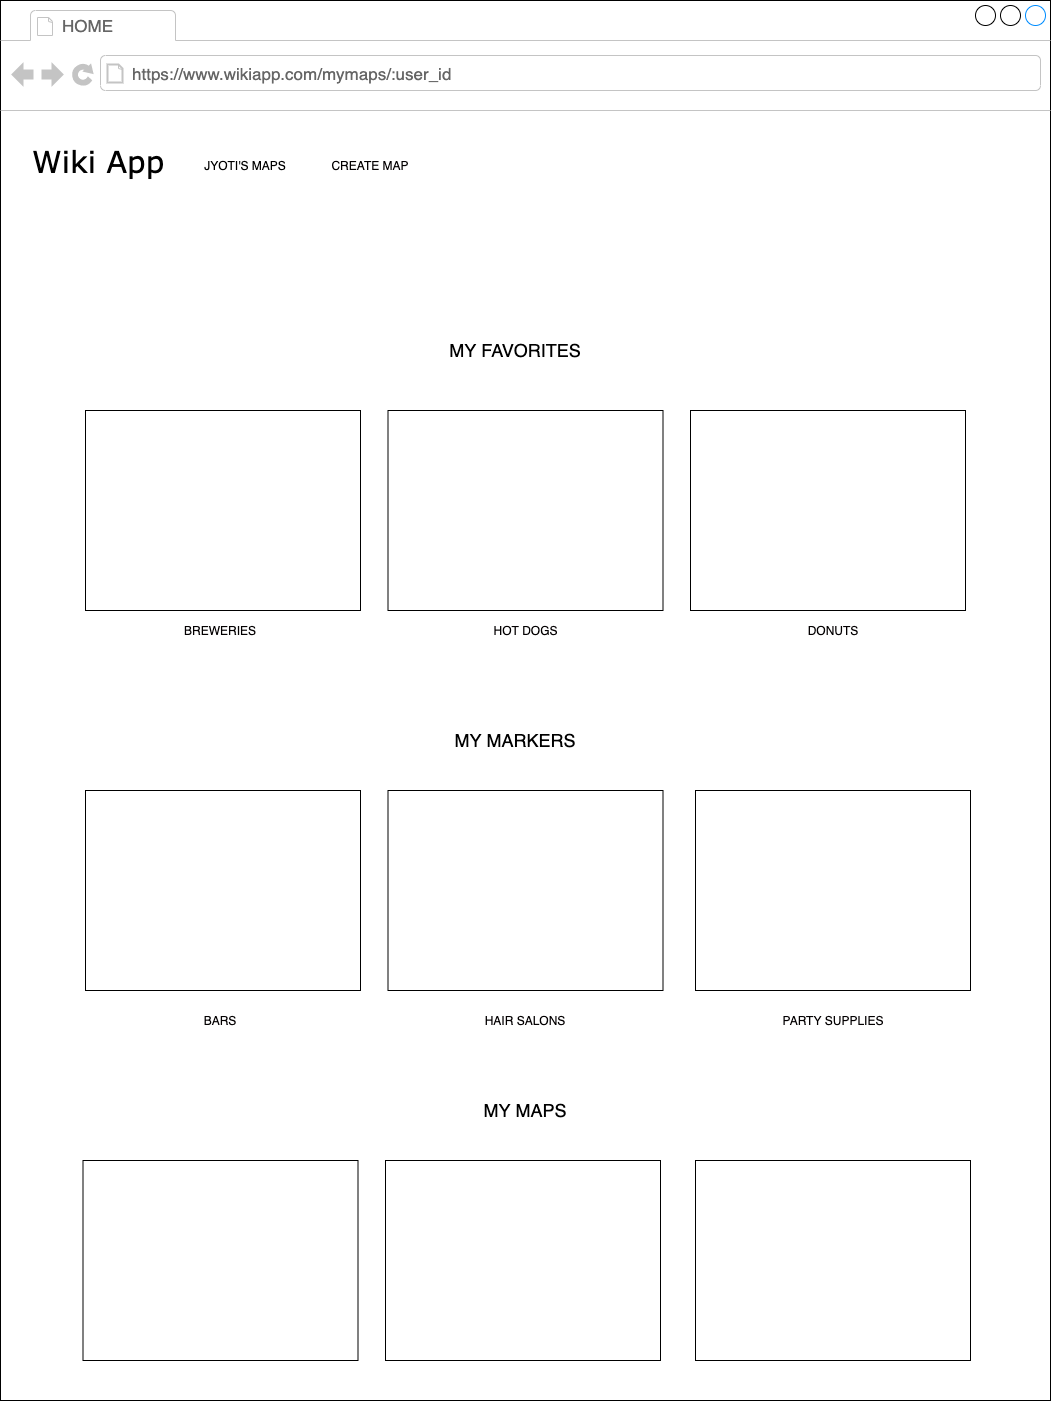 HOME
https://www.wikiapp.com/mymaps/:user_id
Wiki App
JYOTI'S MAPS
CREATE MAP
MY FAVORITES
BREWERIES
HOT DOGS
DONUTS
MY MARKERS
BARS
HAIR SALONS
PARTY SUPPLIES
MY MAPS